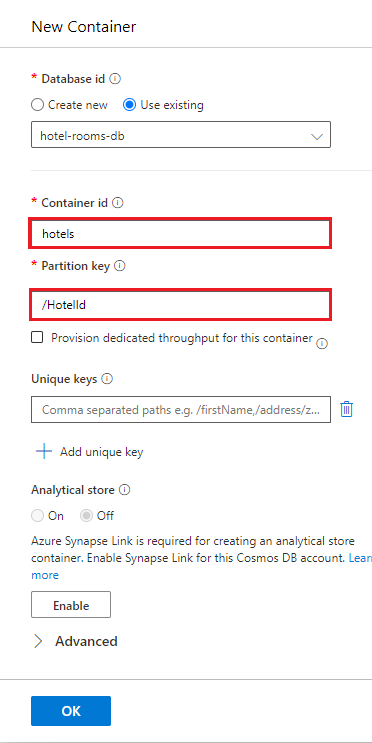 New Container
* Database id
Create new Use existing
hotel-rooms-db
* Container id
hotels
* Partition key
/HotelId
Provision dedicated throughput for this container
Unique keys
Comma separated paths e.g. /firstName,/address/z...
Add unique key
Analytical store
On Off
Azure Synapse Link is required for creating an analytical store
container. Enable Synapse Link for this Cosmos DB account. Learn
more
Enable
Advanced
OK